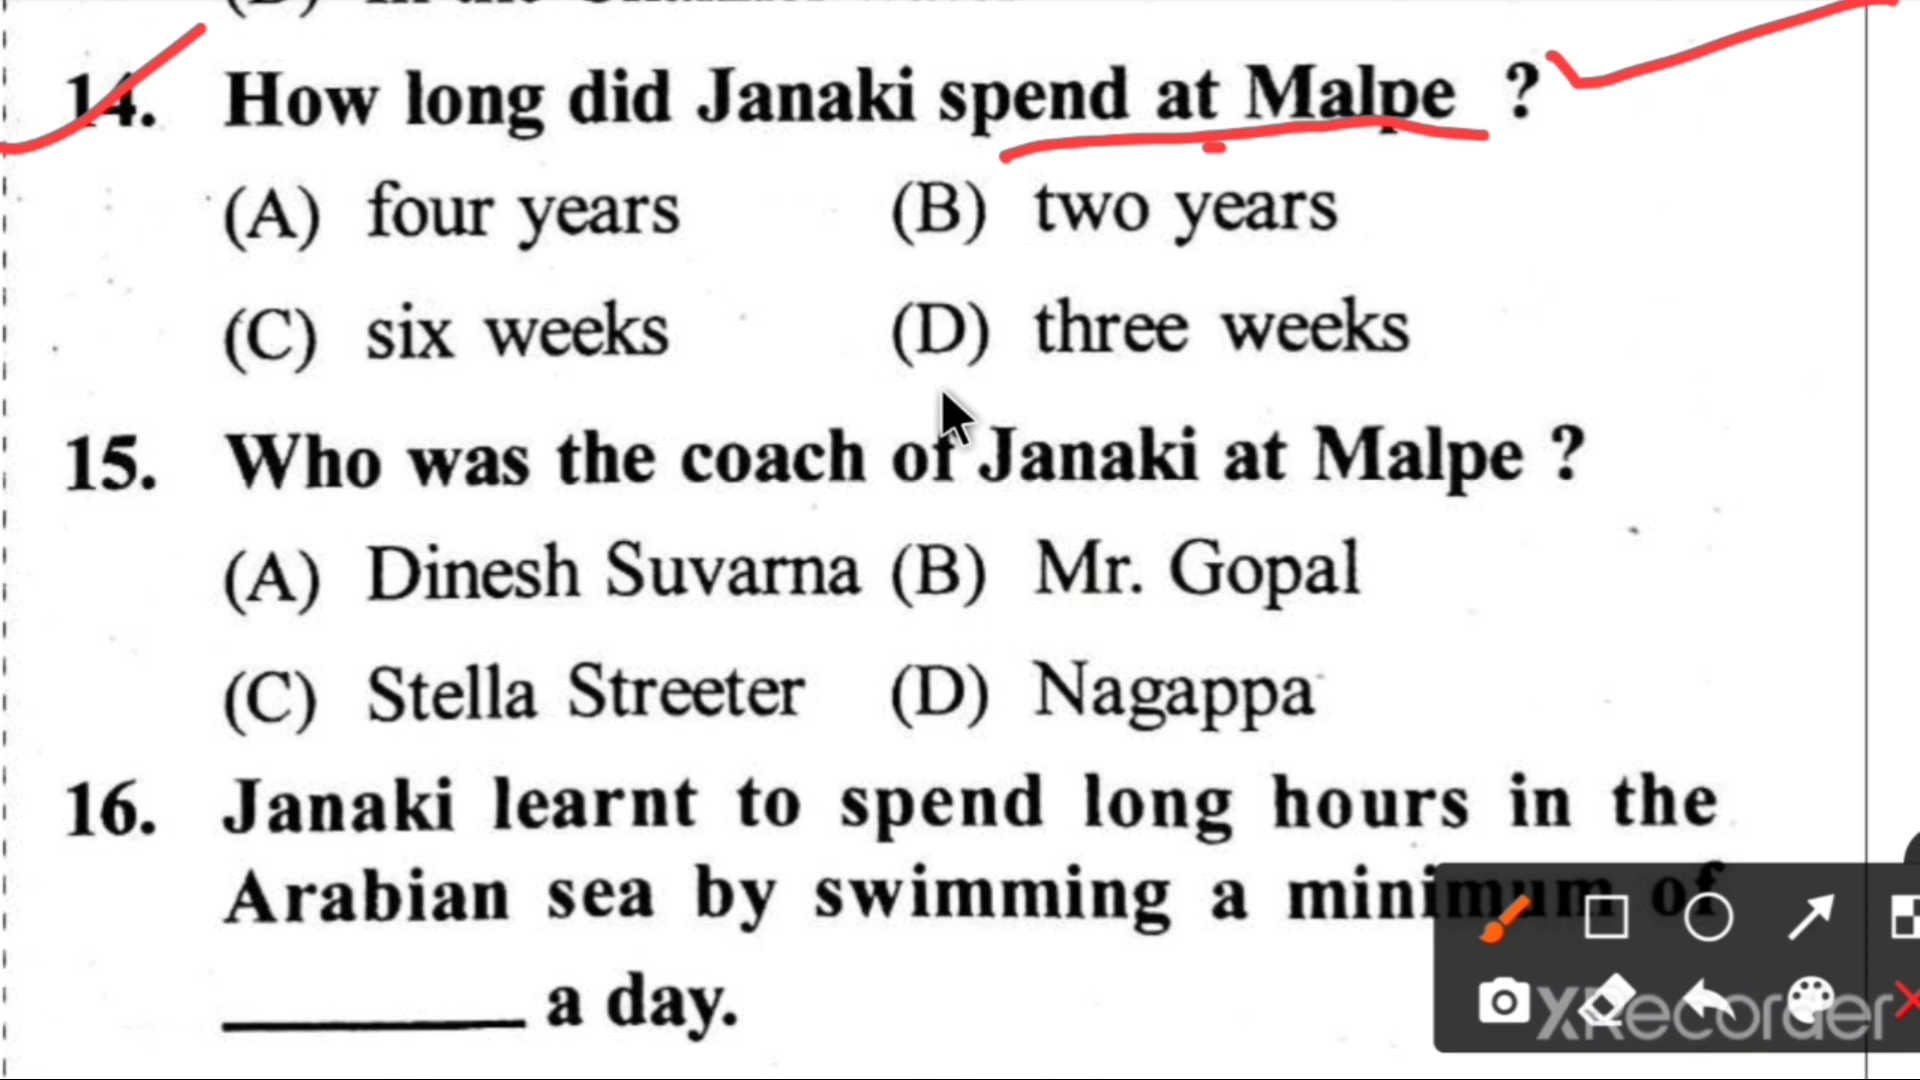 14. How long did Janaki spend at Malpe ?
(A) four years (B) two years
(C) six weeks (D) three weeks
15. Who was the coach of Janaki at Malpe ?
(A) Dinesh Suvarna (B) Mr. Gopal
(C) Stella Streeter (D) Nagappa
16. Janaki learnt to spend long hours in the
Arabian sea by swimming a minimum of
__________ a day.
XRecorder